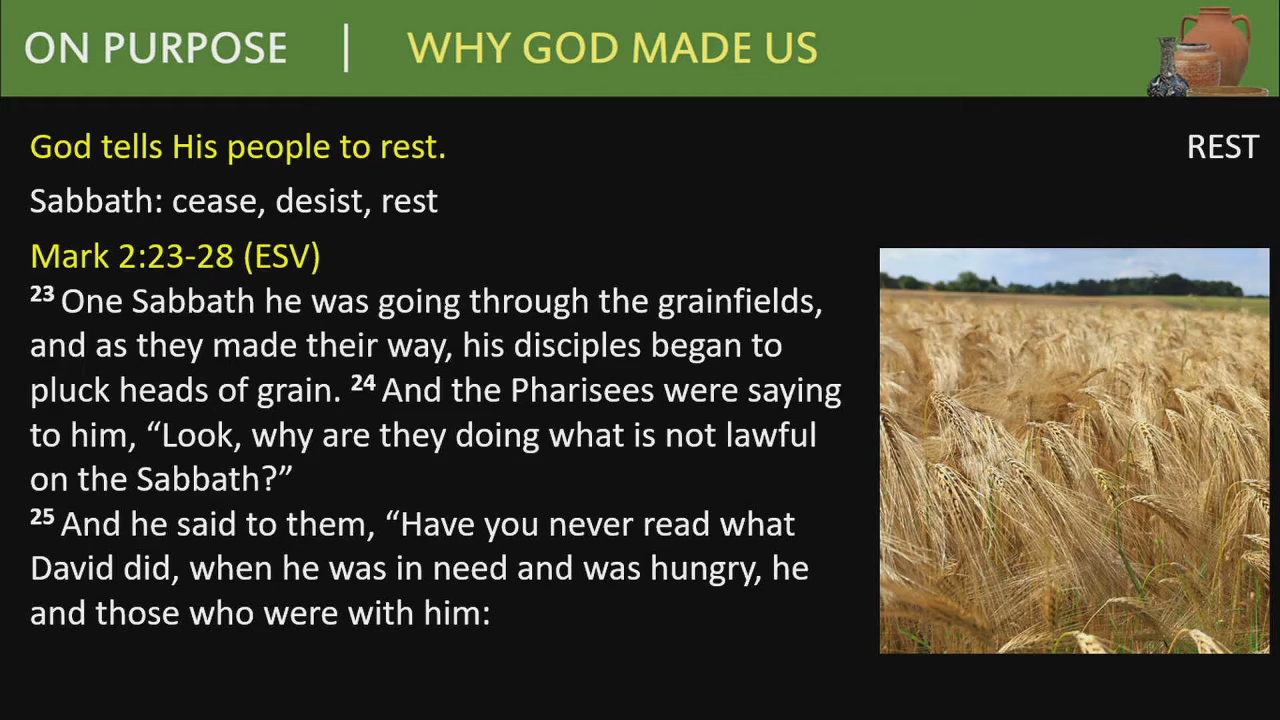 ON PURPOSE | WHY GOD MADE US
God tells His people to rest.
REST
Sabbath: cease, desist, rest
Mark 2:23-28 (ESV)
23 One Sabbath he was going through the grainfields,
and as they made their way, his disciples began to
pluck heads of grain. 24 And the Pharisees were saying
to him, “Look, why are they doing what is not lawful
on the Sabbath?”
25 And he said to them, “Have you never read what
David did, when he was in need and was hungry, he
and those who were with him: